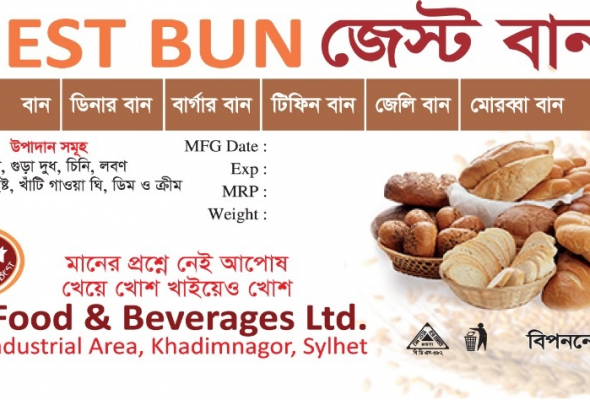 EST BUN জেস্ট বান
বান ডিনার বান বার্গার বান টিফিন বান জেলি বান মোরব্বা বান
উপাদান সমূহ
গুড়া দুধ, চিনি, লবণ
খাঁটি গাওয়া ঘি, ডিম ও ক্রীম
MFG Date :
Exp :
MRP :
Weight :
মানের প্রশ্নে নেই আপোষ
খেয়ে খোশ খাইয়েও খোশ
Food & Beverages Ltd.
ndustrial Area, Khadimnagor, Sylhet
বিপননে